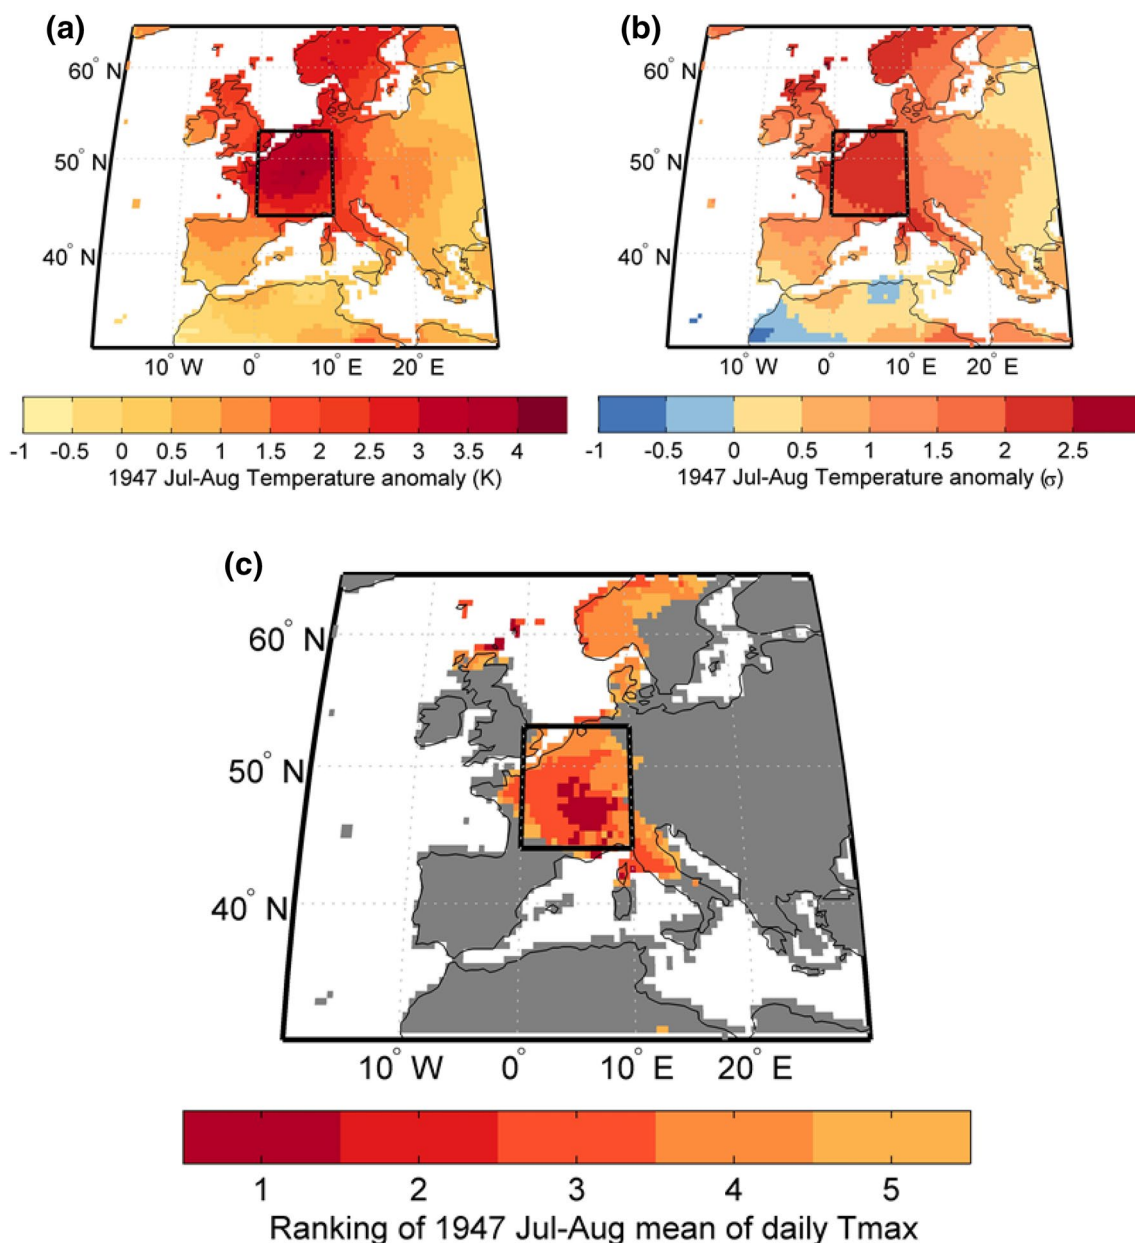 (a)
60° N
50° N
40° N
10° W 0° 10° E 20° E
-1 -0.5 0 0.5 1 1.5 2 2.5 3 3.5 4
1947 Jul-Aug Temperature anomaly (K)
(b)
60° N
50° N
40° N
10° W 0° 10° E 20° E
-1 -0.5 0 0.5 1 1.5 2 2.5
1947 Jul-Aug Temperature anomaly (σ)
(c)
60° N
50° N
40° N
10° W 0° 10° E 20° E
1 2 3 4 5
Ranking of 1947 Jul-Aug mean of daily Tmax